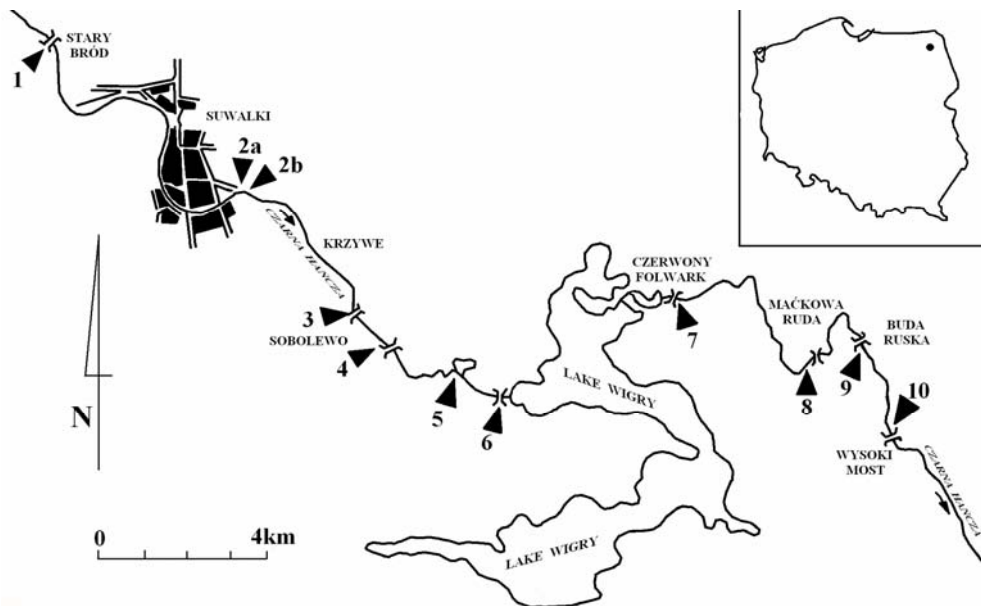 STARY
BRÓD
1
SUWALKI
2a
2b
CZARNA HAŃCZA
KRZYWE
3
SOBOLEWO
4
5
6
CZERWONY
FOLWARK
7
LAKE WIGRY
LAKE WIGRY
MAĆKOWA
RUDA
8
BUDA
RUSKA
9
10
WYSOKI
MOST
CZARNA HAŃCZA
N
0
4km